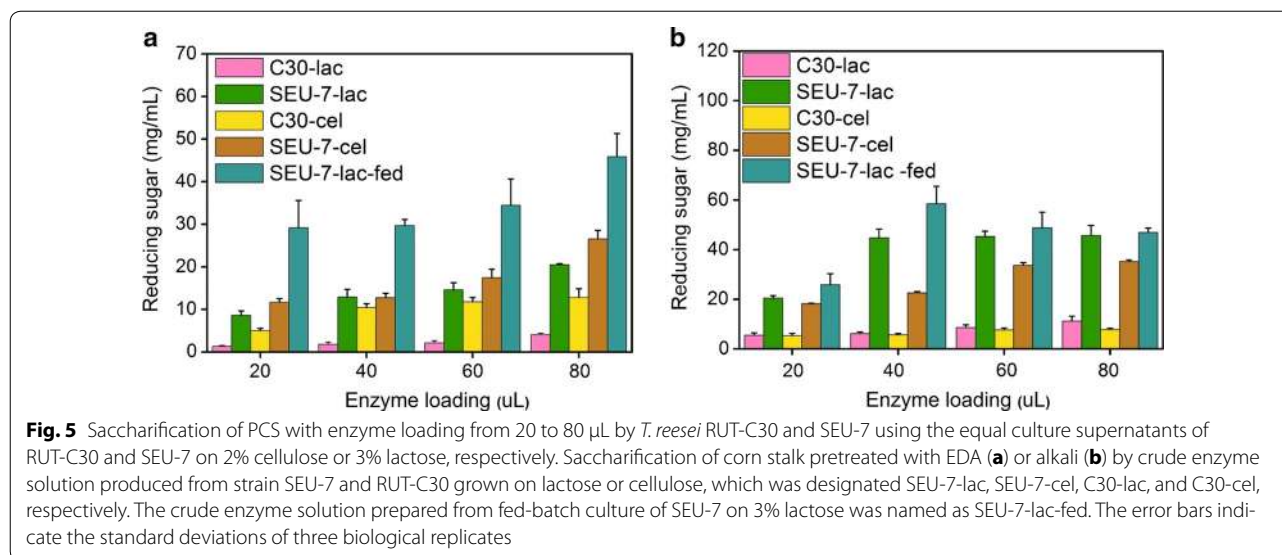 a
70
60
50
40
30
20
10
0
Reducing sugar (mg/mL)
C30-lac
SEU-7-lac
C30-cel
SEU-7-cel
SEU-7-lac-fed
20 40 60 80
Enzyme loading (uL)
b
120
100
80
60
40
20
0
Reducing sugar (mg/mL)
C30-lac
SEU-7-lac
C30-cel
SEU-7-cel
SEU-7-lac -fed
20 40 60 80
Enzyme loading (uL)
Fig. 5 Saccharification of PCS with enzyme loading from 20 to 80 µL by T. reesei RUT-C30 and SEU-7 using the equal culture supernatants of
RUT-C30 and SEU-7 on 2% cellulose or 3% lactose, respectively. Saccharification of corn stalk pretreated with EDA (a) or alkali (b) by crude enzyme
solution produced from strain SEU-7 and RUT-C30 grown on lactose or cellulose, which was designated SEU-7-lac, SEU-7-cel, C30-lac, and C30-cel,
respectively. The crude enzyme solution prepared from fed-batch culture of SEU-7 on 3% lactose was named as SEU-7-lac-fed. The error bars indi-
cate the standard deviations of three biological replicates